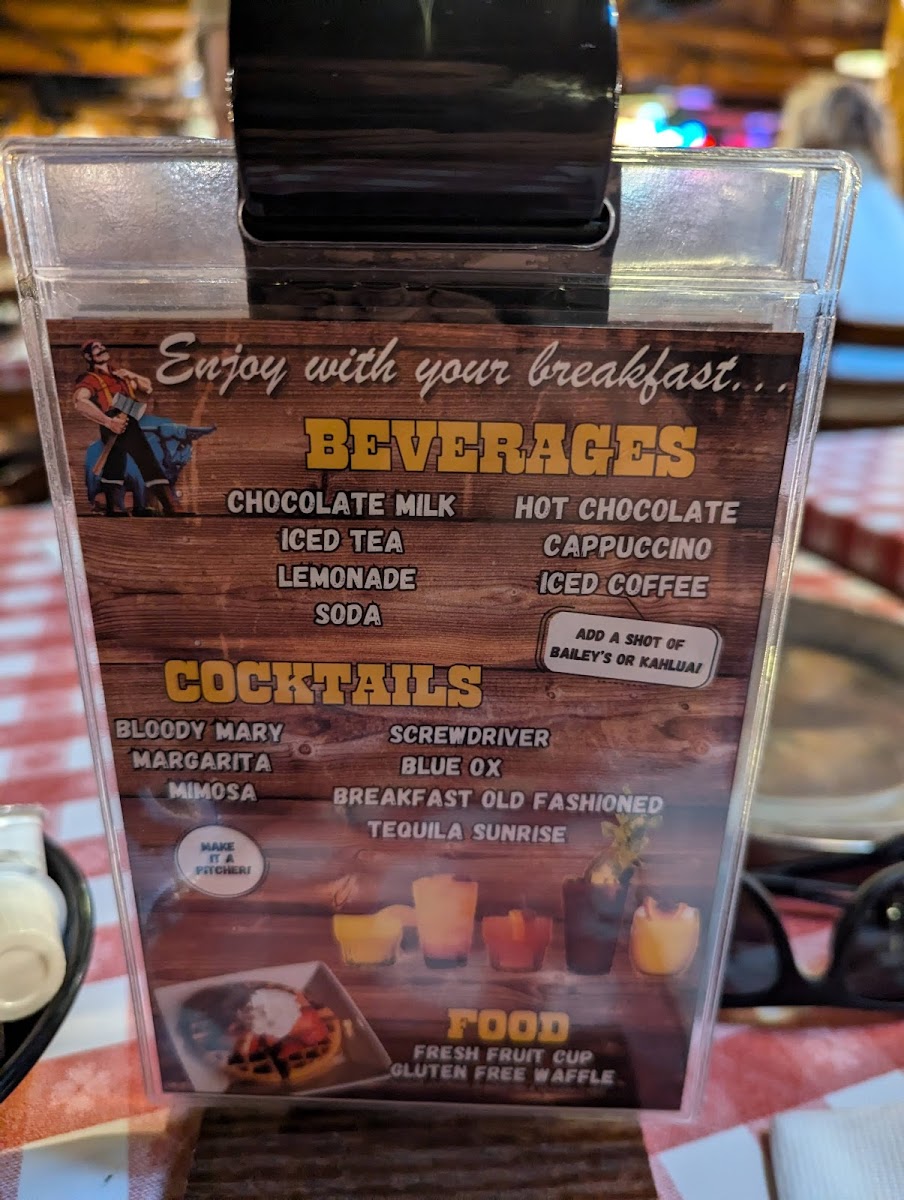 Enjoy with your breakfast...
BEVERAGES
CHOCOLATE MILK
ICED TEA
LEMONADE
SODA
HOT CHOCOLATE
CAPPUCCINO
ICED COFFEE
ADD A SHOT OF
BAILEY'S OR KAHLUA!
COCKTAILS
BLOODY MARY
MARGARITA
MIMOSA
MAKE
IT A
PITCHER!
SCREWDRIVER
BLUE OX
BREAKFAST OLD FASHIONED
TEQUILA SUNRISE
FOOD
FRESH FRUIT CUP
GLUTEN FREE WAFFLE